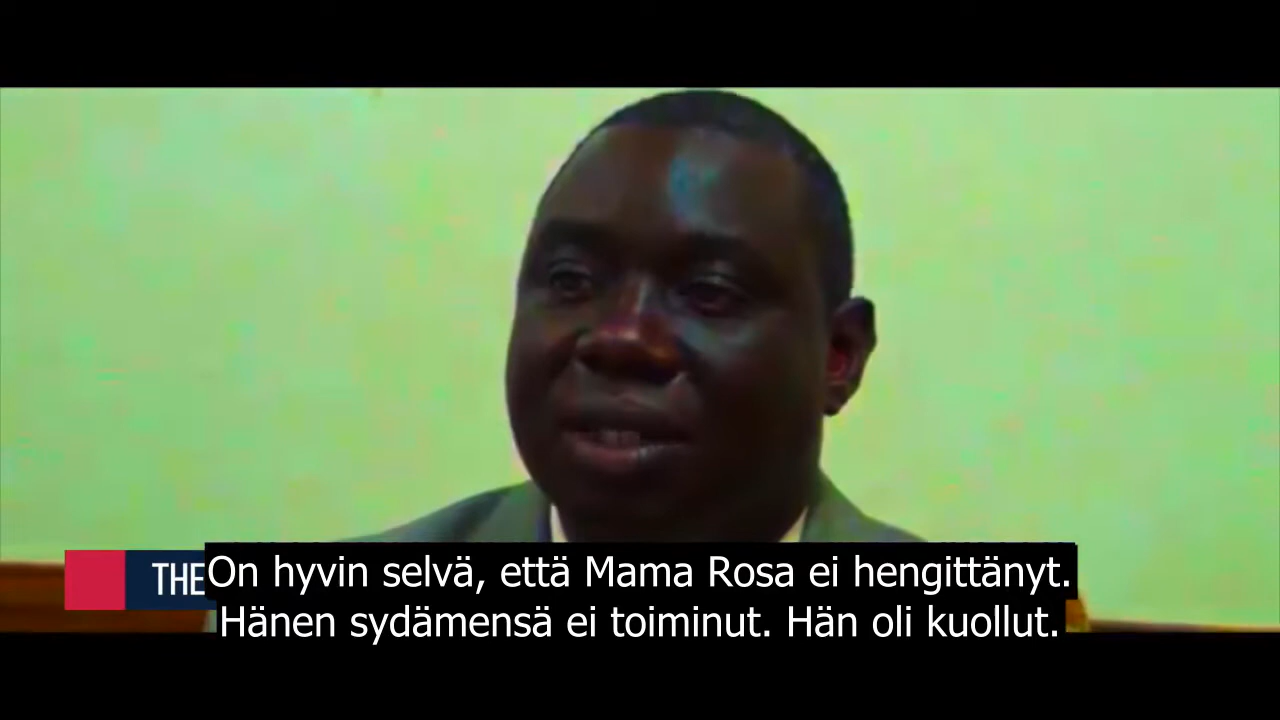 THE
On hyvin selvä, että Mama Rosa ei hengittänyt.
Hänen sydämensä ei toiminut. Hän oli kuollut.